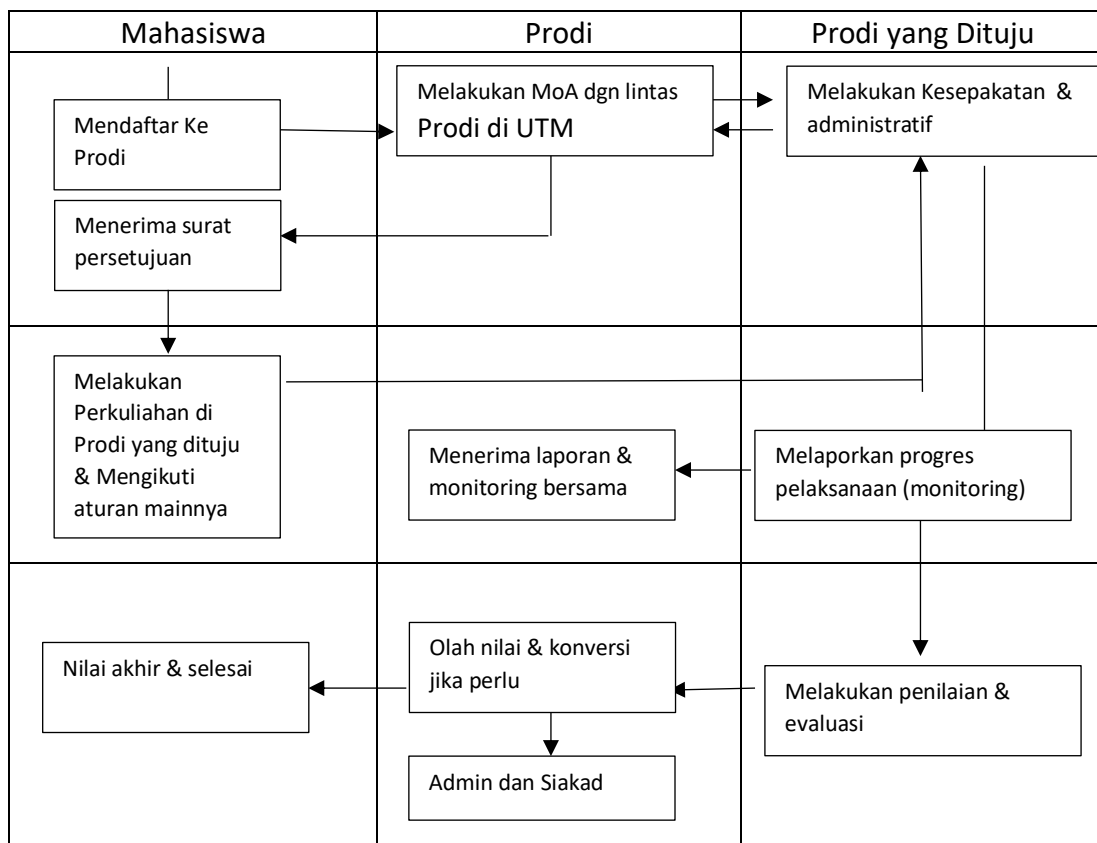 Mahasiswa
Prodi
Prodi yang Dituju
Mendaftar Ke
Prodi
Melakukan MoA dgn lintas
Prodi di UTM
Melakukan Kesepakatan &
administratif
Menerima surat
persetujuan
Melakukan
Perkuliahan di
Prodi yang dituju
& Mengikuti
aturan mainnya
Menerima laporan &
monitoring bersama
Melaporkan progres
pelaksanaan (monitoring)
Nilai akhir & selesai
Olah nilai & konversi
jika perlu
Melakukan penilaian &
evaluasi
Admin dan Siakad